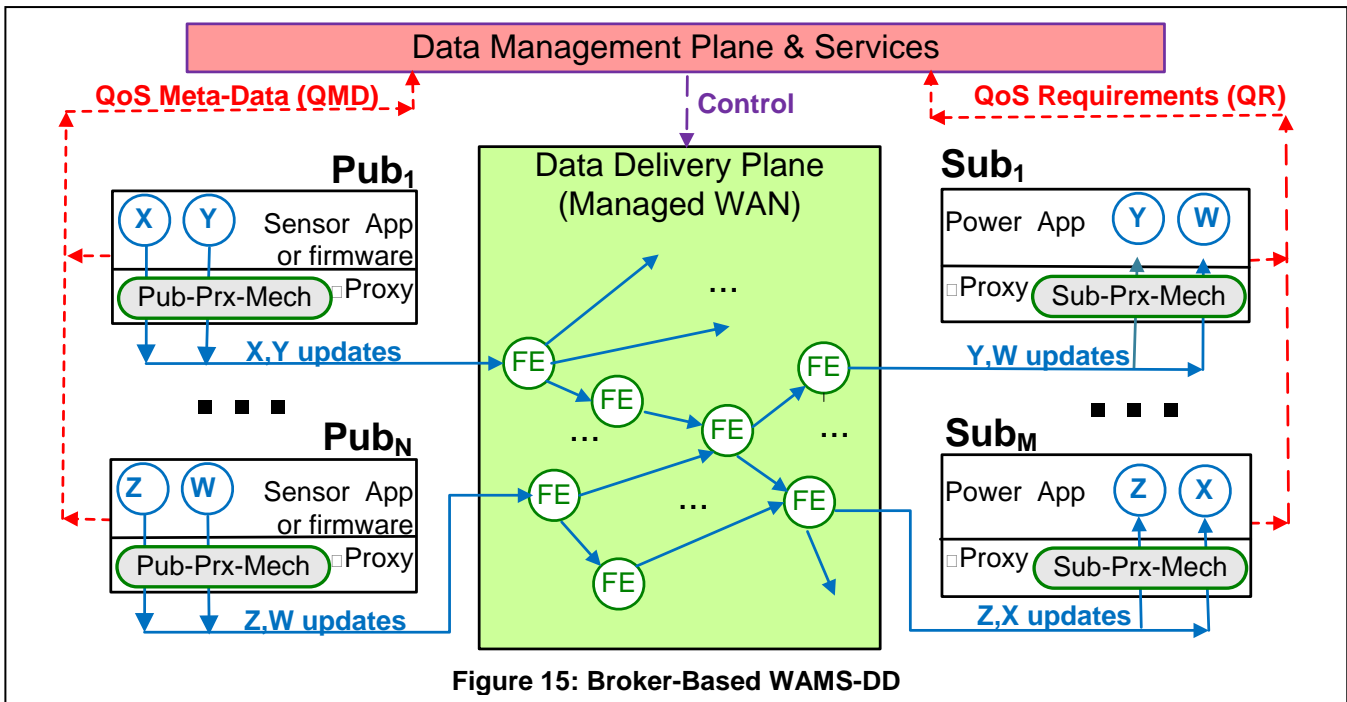 Data Management Plane & Services
QoS Meta-Data (QMD)
Control
QoS Requirements (QR)
Pub1
X
Y
Sensor App
or firmware
Pub-Prx-Mech
Proxy
X,Y updates
PubN
Z
W
Sensor App
or firmware
Pub-Prx-Mech
Proxy
Z,W updates
Data Delivery Plane
(Managed WAN)
...
FE
FE
FE
...
FE
...
FE
...
FE
FE
Sub1
Power App
Y
W
Proxy
Sub-Prx-Mech
Y,W updates
SubM
Power App
Z
X
Proxy
Sub-Prx-Mech
Z,X updates
Figure 15: Broker-Based WAMS-DD